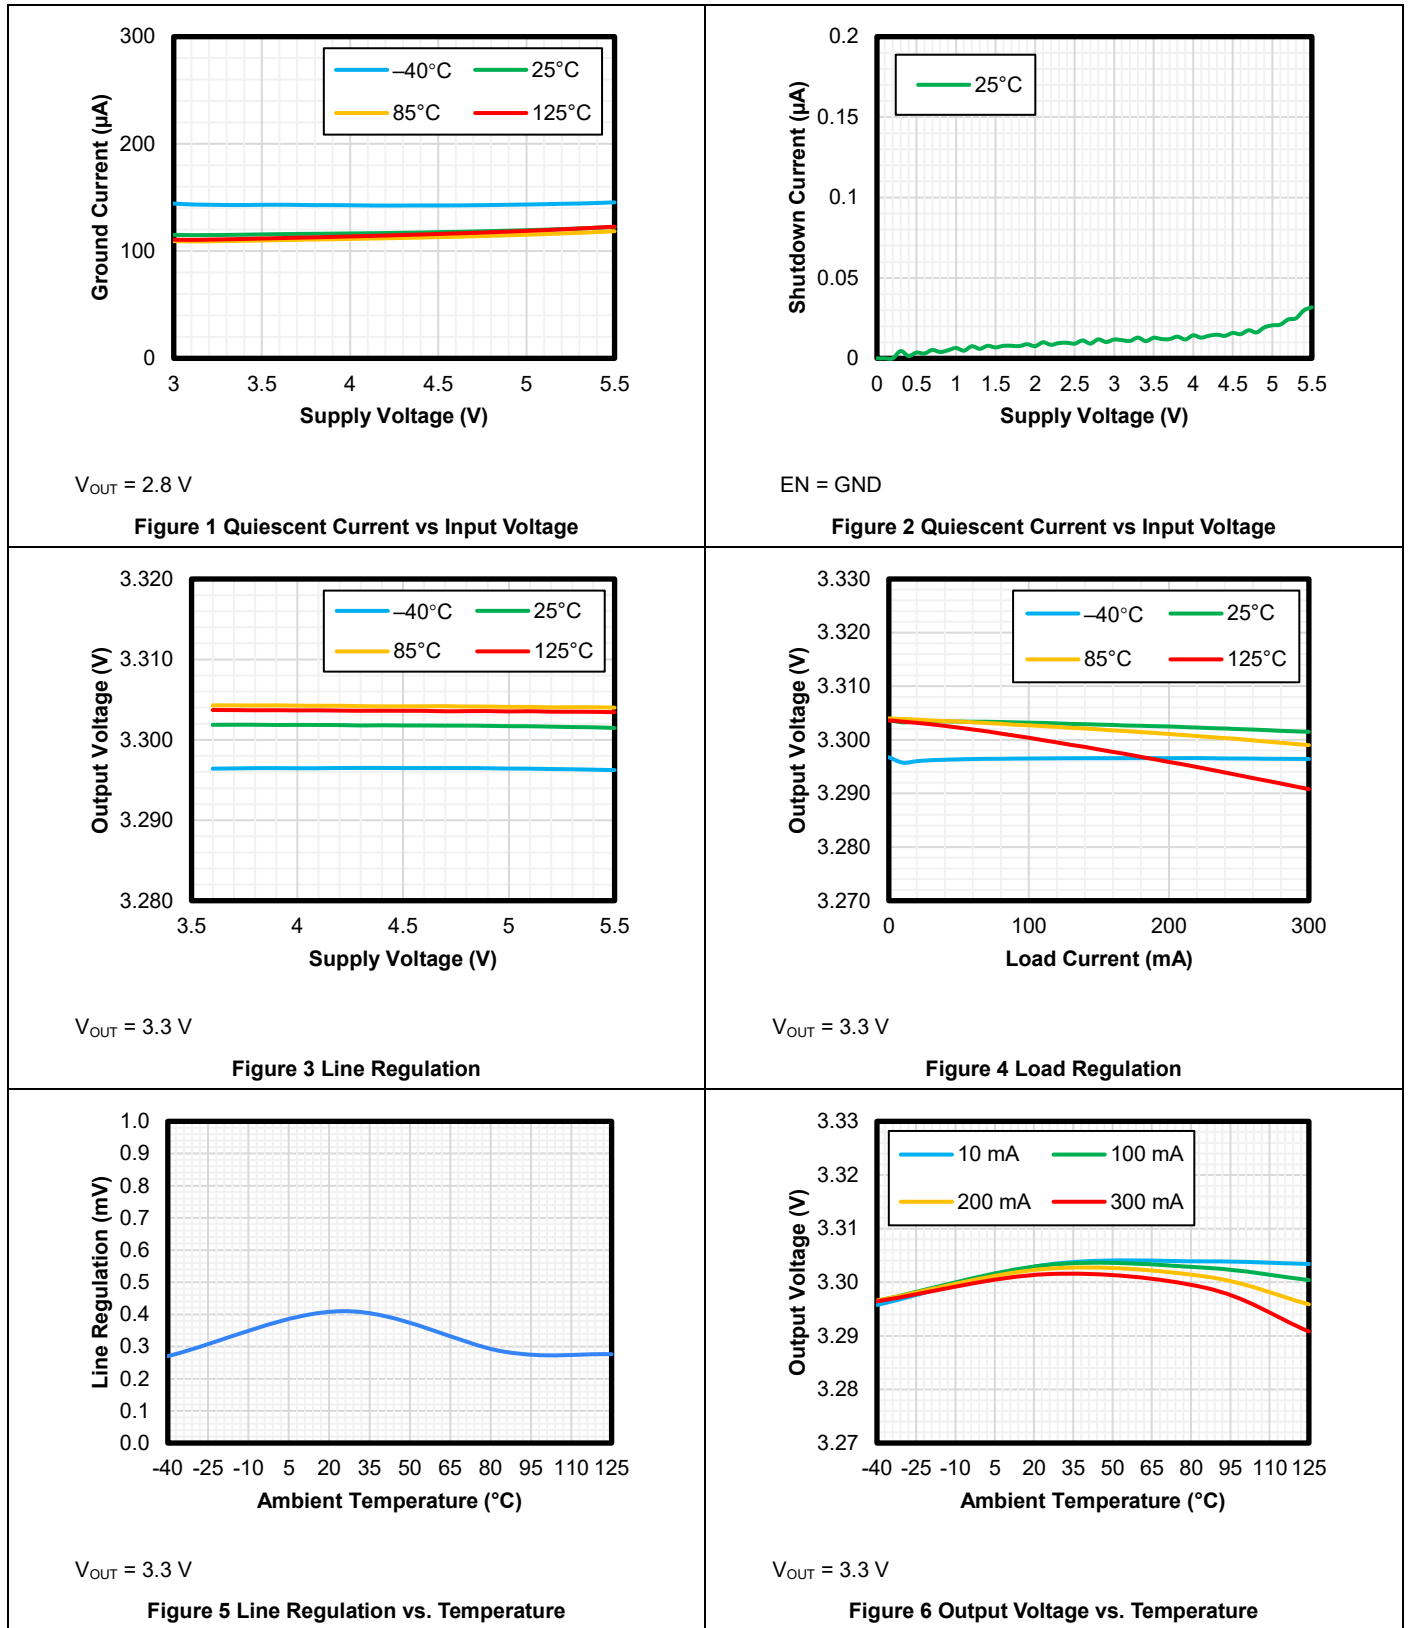 300
200
100
0
Ground Current (µA)
–40°C 25°C
85°C 125°C
3 3.5 4 4.5 5 5.5
Supply Voltage (V)
V_OUT = 2.8 V
Figure 1 Quiescent Current vs Input Voltage
0.2
0.15
0.1
0.05
0
Shutdown Current (µA)
25°C
0 0.5 1 1.5 2 2.5 3 3.5 4 4.5 5 5.5
Supply Voltage (V)
EN = GND
Figure 2 Quiescent Current vs Input Voltage
3.320
3.310
3.300
3.290
3.280
Output Voltage (V)
–40°C 25°C
85°C 125°C
3.5 4 4.5 5 5.5
Supply Voltage (V)
V_OUT = 3.3 V
Figure 3 Line Regulation
3.330
3.320
3.310
3.300
3.290
3.280
3.270
Output Voltage (V)
–40°C 25°C
85°C 125°C
0 100 200 300
Load Current (mA)
V_OUT = 3.3 V
Figure 4 Load Regulation
1.0
0.9
0.8
0.7
0.6
0.5
0.4
0.3
0.2
0.1
0.0
Line Regulation (mV)
-40 -25 -10 5 20 35 50 65 80 95 110 125
Ambient Temperature (°C)
V_OUT = 3.3 V
Figure 5 Line Regulation vs. Temperature
3.33
3.32
3.31
3.30
3.29
3.28
3.27
Output Voltage (V)
10 mA 100 mA
200 mA 300 mA
-40 -25 -10 5 20 35 50 65 80 95 110 125
Ambient Temperature (°C)
V_OUT = 3.3 V
Figure 6 Output Voltage vs. Temperature